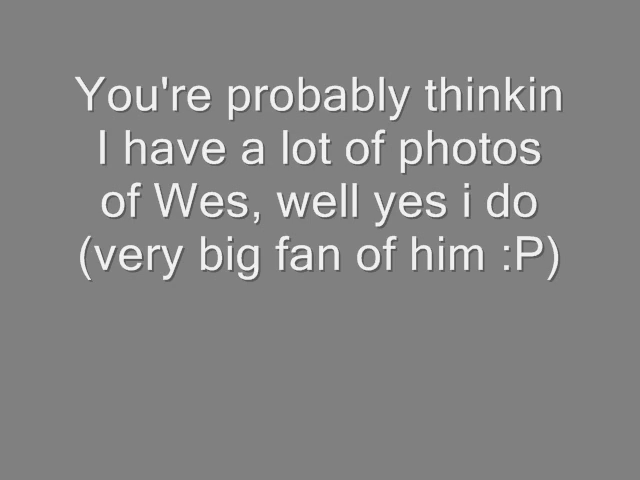 You're probably thinkin
I have a lot of photos
of Wes, well yes i do
(very big fan of him :P)